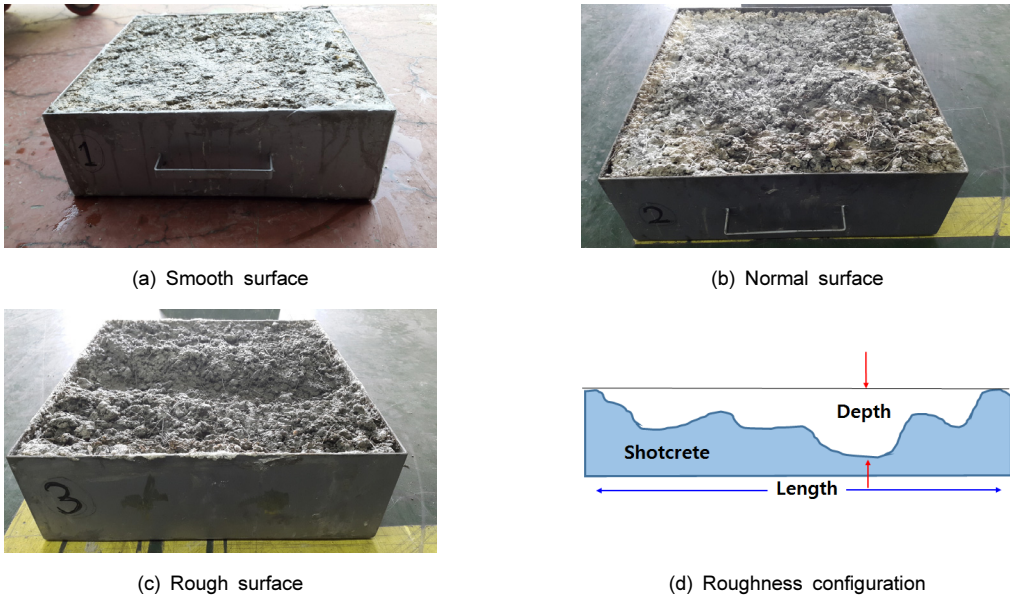 1
2
(a) Smooth surface
(b) Normal surface
3
Depth
Shotcrete
Length
(c) Rough surface
(d) Roughness configuration